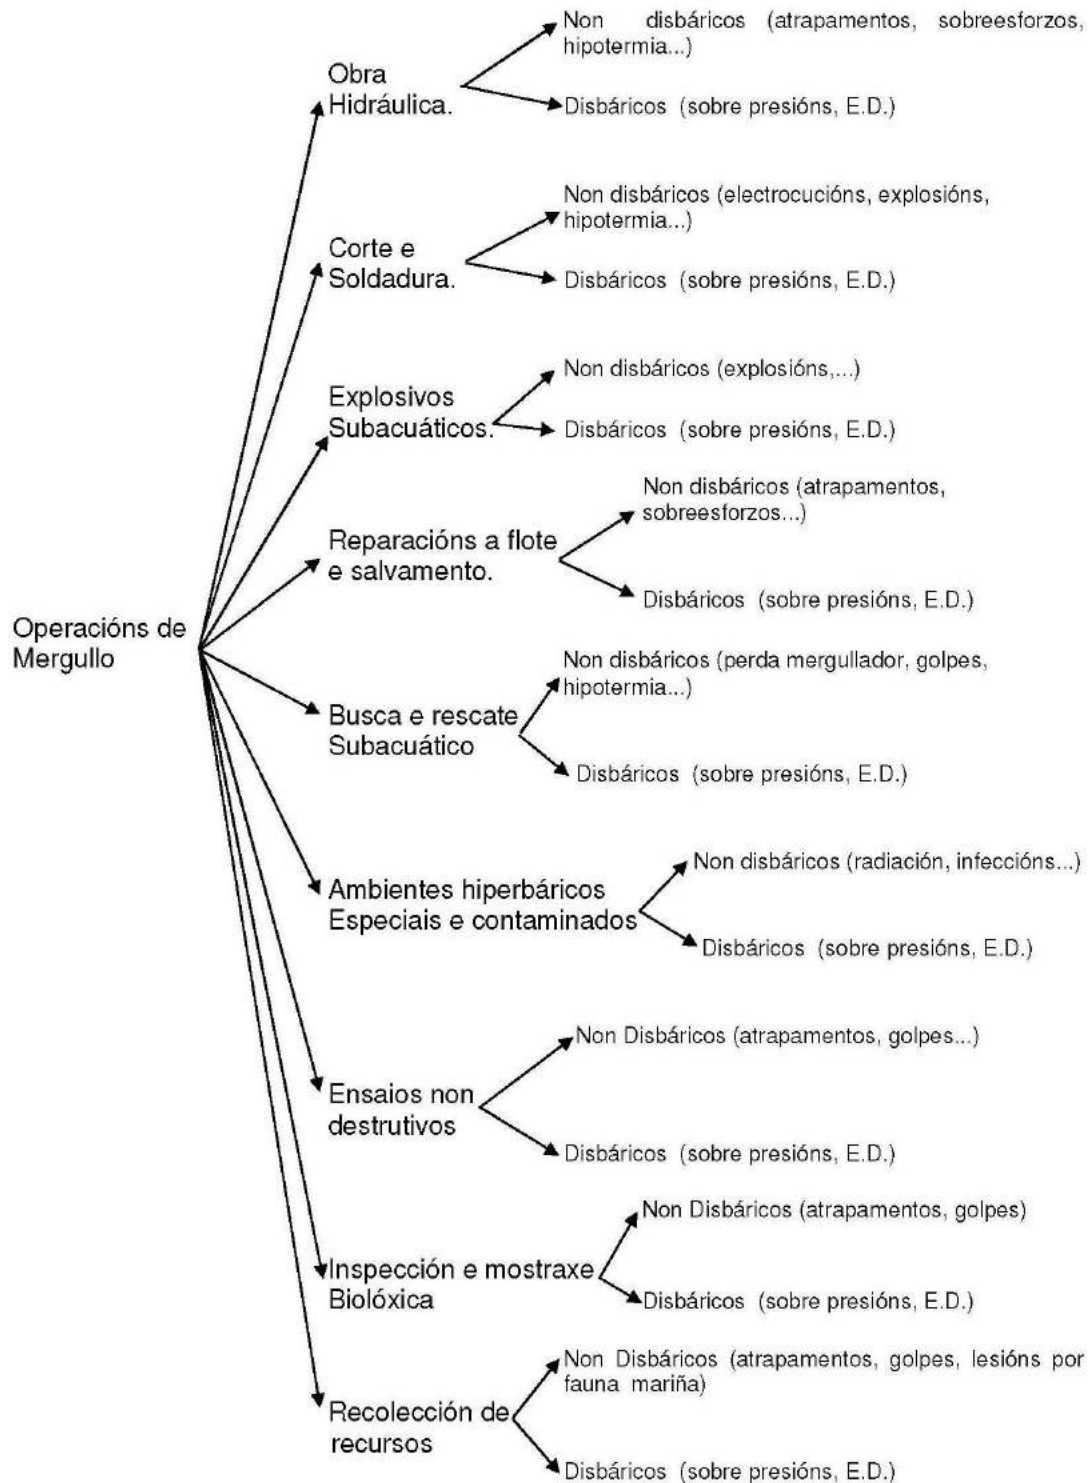 Operacións de
Mergullo
Obra
Hidráulica.
Non disbáricos (atrapamentos, sobreesforzos,
hipotermia...)
Disbáricos (sobre presións, E.D.)
Corte e
Soldadura.
Non disbáricos (electrocucións, explosións,
hipotermia...)
Disbáricos (sobre presións, E.D.)
Explosivos
Subacuáticos.
Non disbáricos (explosións,...)
Disbáricos (sobre presións, E.D.)
Reparacións a flote
e salvamento.
Non disbáricos (atrapamentos,
sobreesforzos...)
Disbáricos (sobre presións, E.D.)
Busca e rescate
Subacuático
Non disbáricos (perda mergullador, golpes,
hipotermia...)
Disbáricos (sobre presións, E.D.)
Ambientes hiperbáricos
Especiais e contaminados
Non disbáricos (radiación, infeccións...)
Disbáricos (sobre presións, E.D.)
Ensaios non
destrutivos
Non Disbáricos (atrapamentos, golpes...)
Disbáricos (sobre presións, E.D.)
Inspección e mostraxe
Biolóxica
Non Disbáricos (atrapamentos, golpes)
Disbáricos (sobre presións, E.D.)
Recolección de
recursos
Non Disbáricos (atrapamentos, golpes, lesións por
fauna mariña)
Disbáricos (sobre presións, E.D.)